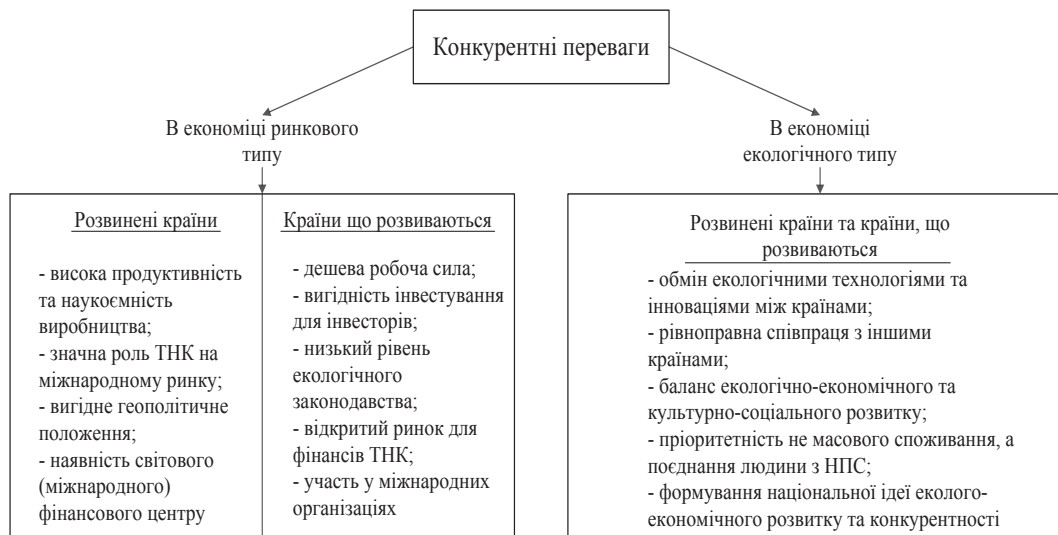 Конкурентні переваги
В економіці ринкового
типу
В економіці
екологічного типу
Розвинені країни
- висока продуктивність
та наукоємність
виробництва;
- значна роль ТНК на
міжнародному ринку;
- вигідне геополітичне
положення;
- наявність світового
(міжнародного)
фінансового центру
Країни що розвиваються
- дешева робоча сила;
- вигідність інвестування
для інвесторів;
- низький рівень
екологічного
законодавства;
- відкритий ринок для
фінансів ТНК;
- участь у міжнародних
організаціях
Розвинені країни та країни, що
розвиваються
- обмін екологічними технологіями та
інноваціями між країнами;
- рівноправна співпраця з іншими
країнами;
- баланс екологічно-економічного та
культурно-соціального розвитку;
- пріоритетність не масового споживання, а
поєднання людини з НПС;
- формування національної ідеї еколого-
економічного розвитку та конкурентності